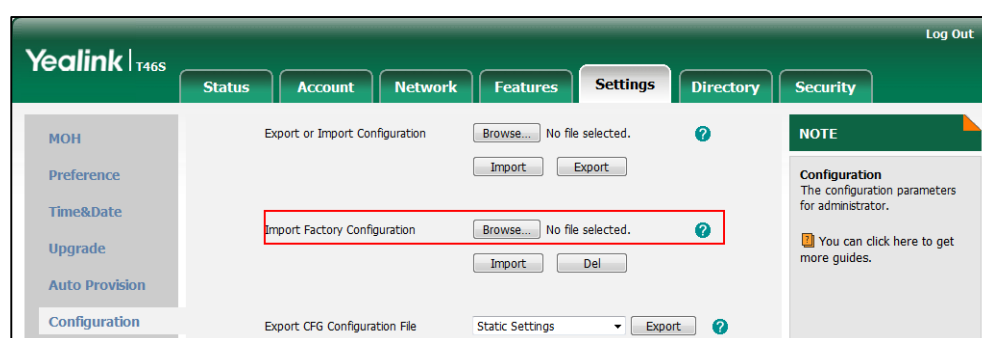 Log Out
Yealink T46S
Status Account Network Features Settings Directory Security
MOH
Preference
Time&Date
Upgrade
Auto Provision
Configuration
Export or Import Configuration Browse... No file selected. ?
Import Export
Import Factory Configuration Browse... No file selected. ?
Import Del
Export CFG Configuration File Static Settings Export ?
NOTE
Configuration
The configuration parameters
for administrator.
? You can click here to get
more guides.